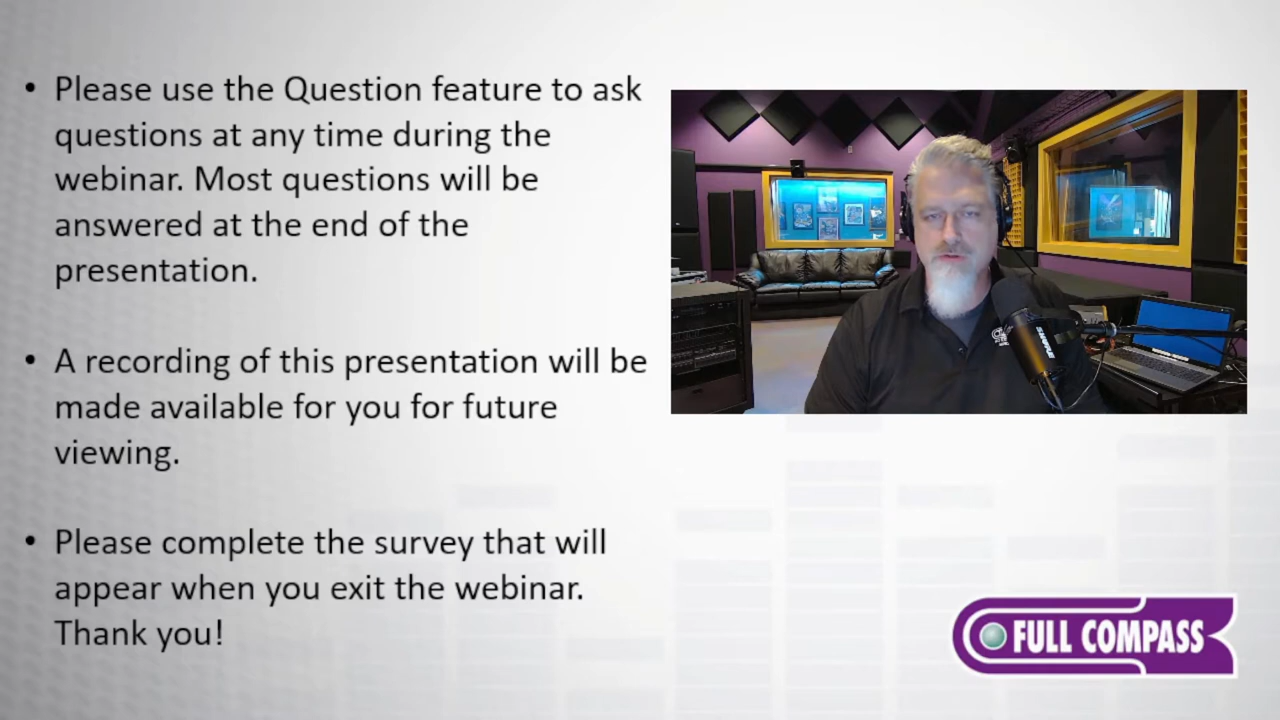 • Please use the Question feature to ask
questions at any time during the
webinar. Most questions will be
answered at the end of the
presentation.
• A recording of this presentation will be
made available for you for future
viewing.
• Please complete the survey that will
appear when you exit the webinar.
Thank you!
SHURE
FULL COMPASS